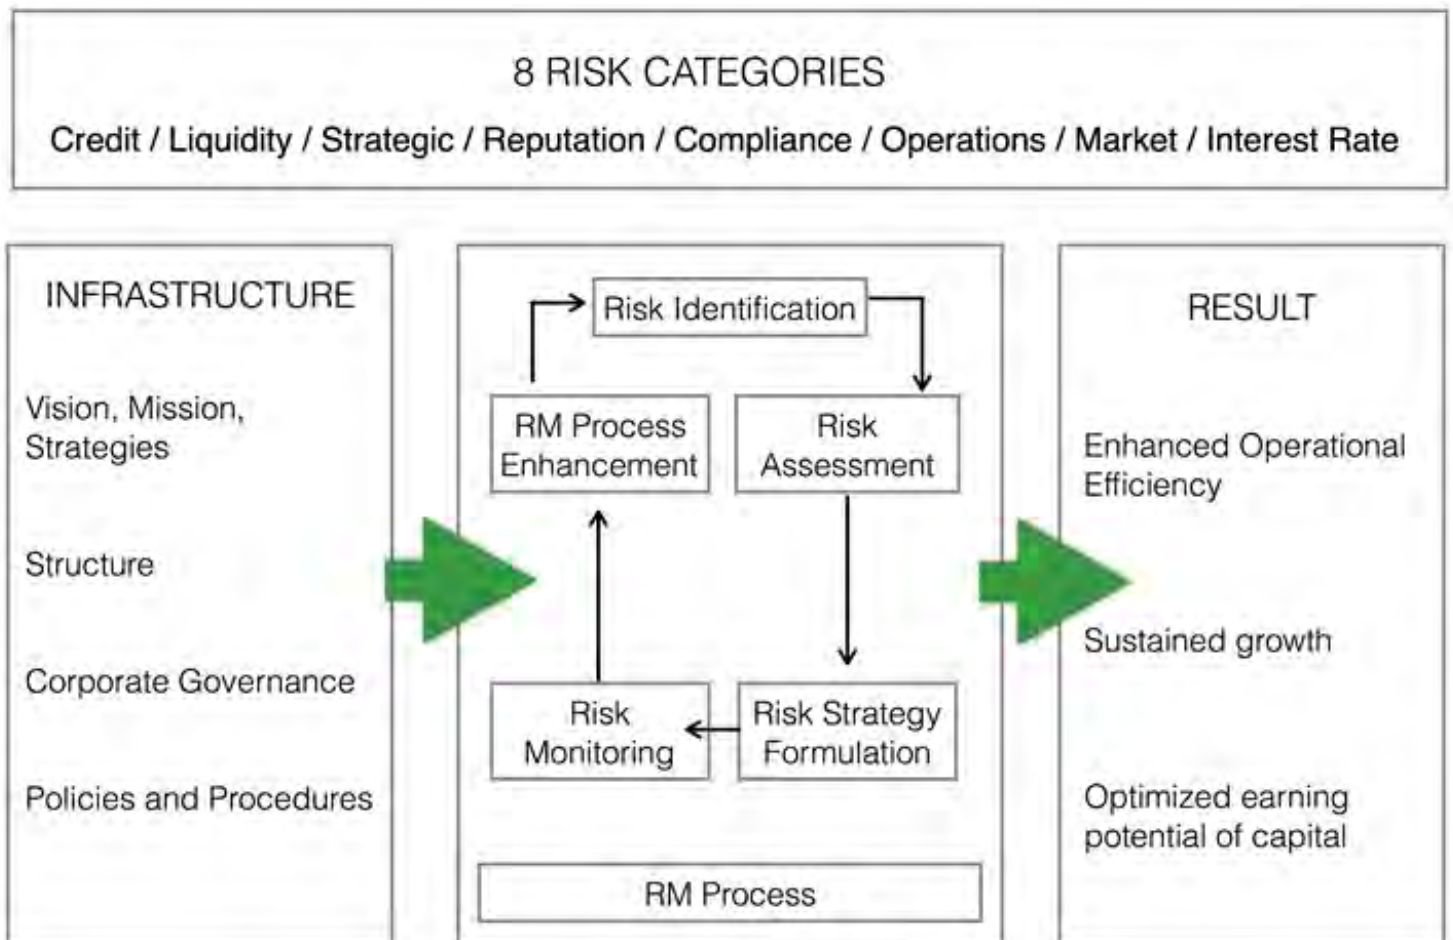 8 RISK CATEGORIES
Credit / Liquidity / Strategic / Reputation / Compliance / Operations / Market / Interest Rate
INFRASTRUCTURE
Vision, Mission,
Strategies
Structure
Corporate Governance
Policies and Procedures
Risk Identification
RM Process
Enhancement
Risk
Assessment
Risk
Monitoring
Risk Strategy
Formulation
RM Process
RESULT
Enhanced Operational
Efficiency
Sustained growth
Optimized earning
potential of capital